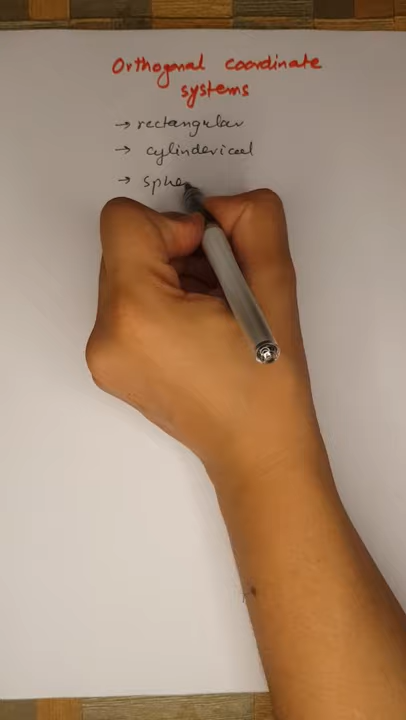 Orthogonal coordinate
systems
→ rectangular
→ cylinderical
→ sphe